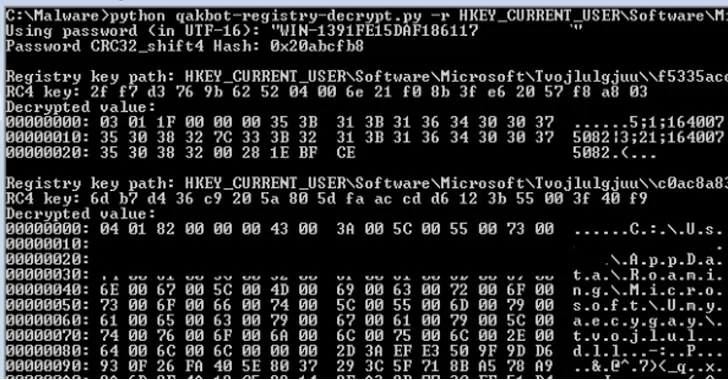 C:\Malware>python qakbot-registry-decrypt.py -r HKEY_CURRENT_USER\Software\M
Using password (in UTF-16): "WIN-1391FE15DAF186117 "
Password CRC32_shift4 Hash: 0x20abcfb8
Registry key path: HKEY_CURRENT_USER\Software\Microsoft\Tvojlulgjuu\\f5335ac
RC4 key: 2f f7 d3 76 9b 62 52 04 00 6e 21 f0 8b 3f e6 20 57 f8 a8 03
Decrypted value:
00000000: 03 01 1F 00 00 00 35 3B 31 3B 31 36 34 30 30 37 ......5;1;164007
00000010: 35 30 38 32 7C 33 3B 32 31 3B 31 36 34 30 30 37 5082|3;21;164007
00000020: 35 30 38 32 00 28 1E BF CE 5082.(...
Registry key path: HKEY_CURRENT_USER\Software\Microsoft\Tvojlulgjuu\\c0ac8a83
RC4 key: 6d b7 d4 36 c9 20 5a 80 5d fa ac cd d6 12 3b 55 00 3f 40 f9
Decrypted value:
00000000: 04 01 82 00 00 00 43 00 3A 00 5C 00 55 00 73 00 ......C.:.\.U.s.
00000010:
00000020: .\.A.p.p.D.a.
00000030: t.a.\.R.o.a.m.i.
00000040: 6E 00 67 00 5C 00 4D 00 69 00 63 00 72 00 6F 00 n.g.\.M.i.c.r.o.
00000050: 73 00 6F 00 66 00 74 00 5C 00 55 00 6D 00 79 00 s.o.f.t.\.U.m.y.
00000060: 61 00 65 00 63 00 79 00 67 00 61 00 79 00 5C 00 a.e.c.y.g.a.y.\.
00000070: 74 00 76 00 6F 00 6A 00 6C 00 75 00 6C 00 2E 00 t.v.o.j.l.u.l...
00000080: 64 00 6C 00 6C 00 00 00 2D 3A EF E3 50 9F 9D D6 d.l.l...-:..P...
00000090: 93 0F 26 FA 40 5E 80 37 29 3C 5F 71 8B A5 78 A9 ..&.@^.7)<_q..x.